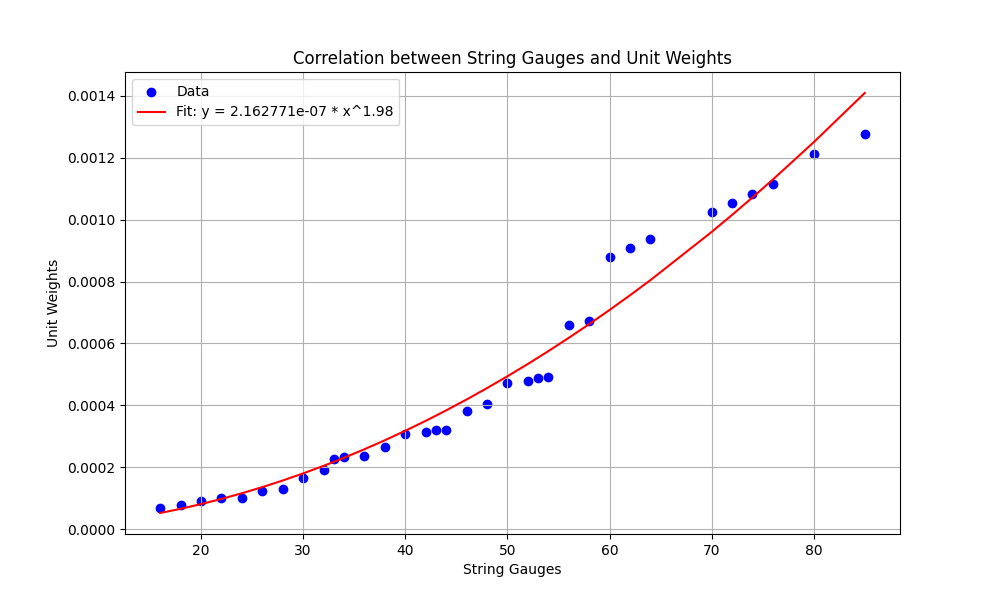 Correlation between String Gauges and Unit Weights
Data
Fit: y = 2.162771e-07 * x^1.98
0.0014
0.0012
0.0010
0.0008
0.0006
0.0004
0.0002
0.0000
Unit Weights
20 30 40 50 60 70 80
String Gauges